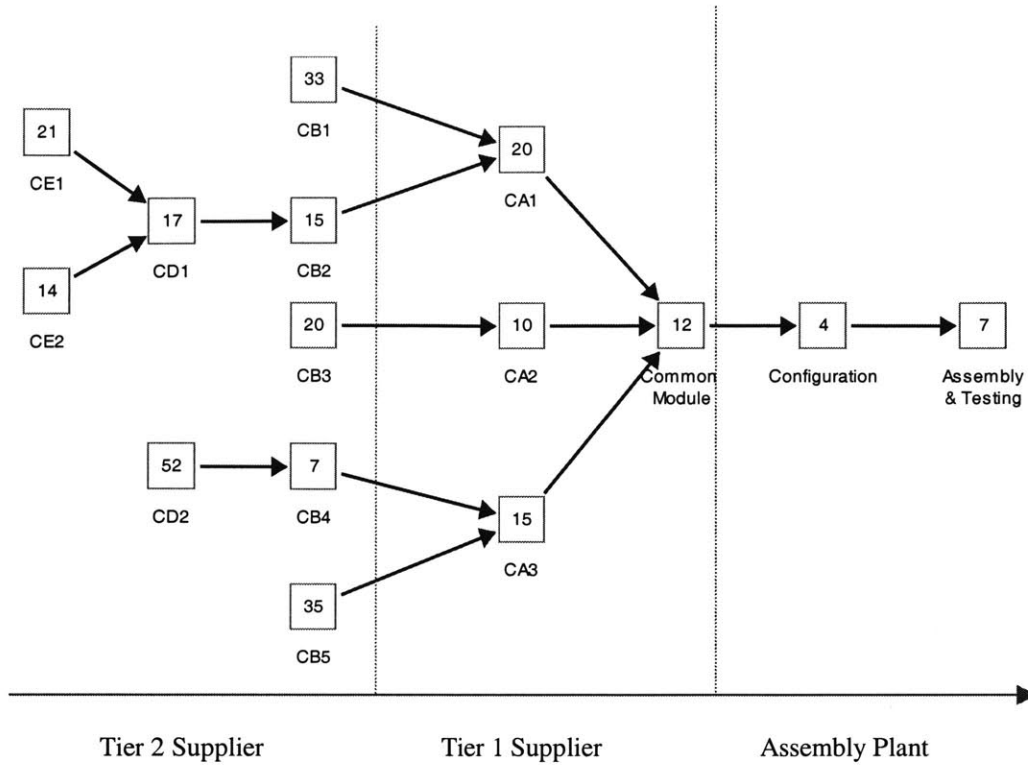 33
CB1
21
CE1
20
CA1
17
CD1
15
CB2
14
CE2
20
CB3
10
CA2
12
Common
Module
4
Configuration
7
Assembly
& Testing
52
CD2
7
CB4
15
CA3
35
CB5
Tier 2 Supplier
Tier 1 Supplier
Assembly Plant